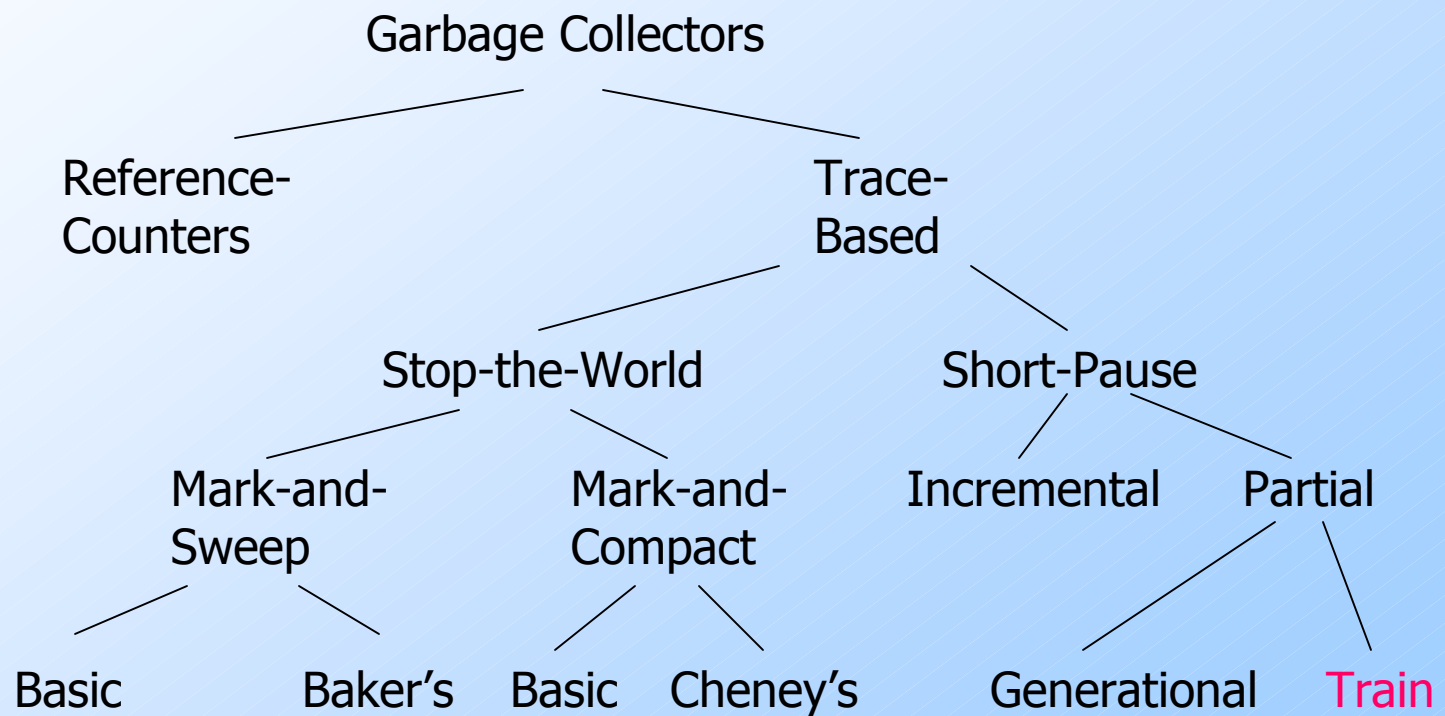 Garbage Collectors
Reference-
Counters
Trace-
Based
Stop-the-World
Short-Pause
Mark-and-
Sweep
Mark-and-
Compact
Incremental
Partial
Basic
Baker’s
Basic
Cheney’s
Generational
Train